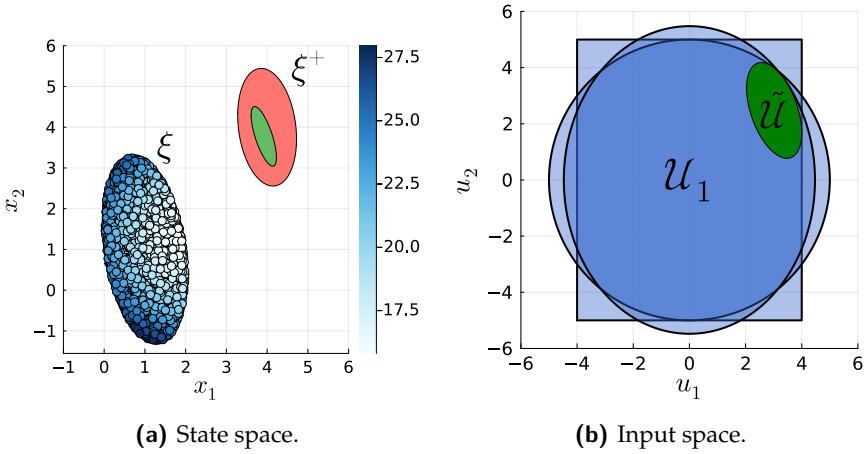 6
5
4
3
2
1
0
−1
x₂
−1 0 1 2 3 4 5 6
x₁
ξ
ξ⁺
27.5
25.0
22.5
20.0
17.5
(a) State space.
6
4
2
0
−2
−4
−6
u₂
−6 −4 −2 0 2 4 6
u₁
𝒰₁
𝒰̃
(b) Input space.